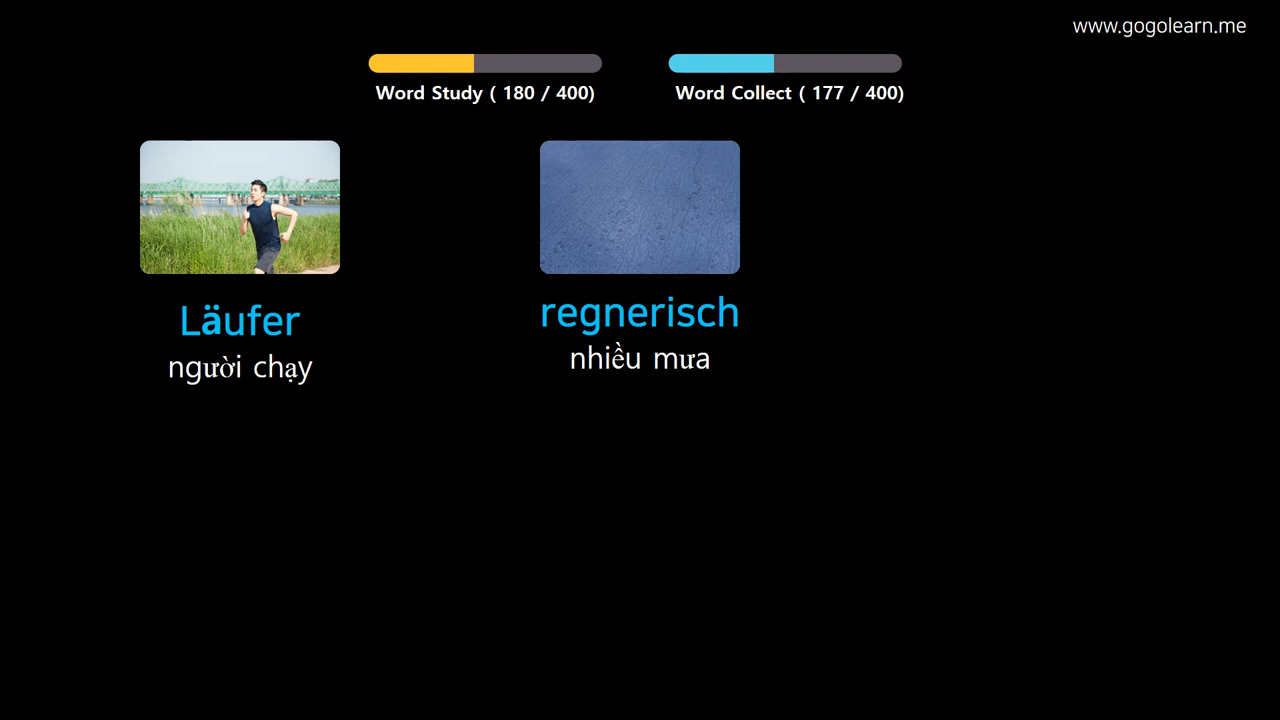 www.gogolearn.me
Word Study ( 180 / 400)
Word Collect ( 177 / 400)
Läufer
người chạy
regnerisch
nhiều mưa